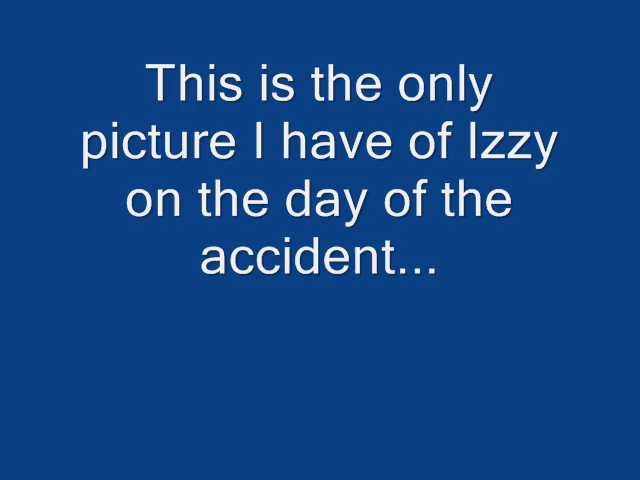 This is the only
picture I have of Izzy
on the day of the
accident...